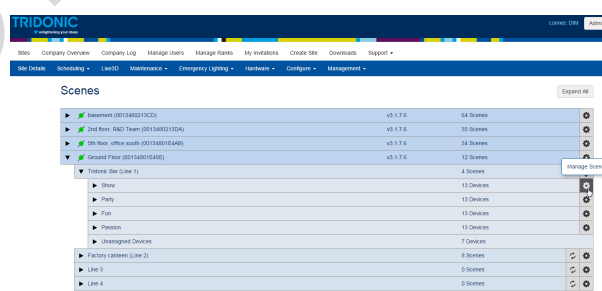 TRIDONIC
enlightening your ideas
connec DIM Admi
Sites Company Overview Company Log Manage Users Manage Ranks My Invitations Create Site Downloads Support
Site Details Scheduling Live3D Maintenance Emergency Lighting Hardware Configure Management
Scenes
Expand All
basement (0013460213CD) v3.1.7.6 64 Scenes
2nd floor, R&D Team (0013460213DA) v3.1.7.6 35 Scenes
5th floor, office south (00134601E4AB) v3.1.7.6 34 Scenes
Ground Floor (00134601E46E) v3.1.7.6 12 Scenes
Manage Scen
Tridonic Bar (Line 1) 4 Scenes
Show 13 Devices
Party 13 Devices
Fun 13 Devices
Passion 13 Devices
Unassigned Devices 7 Devices
Factory canteen (Line 2) 8 Scenes
Line 3 0 Scenes
Line 4 0 Scenes